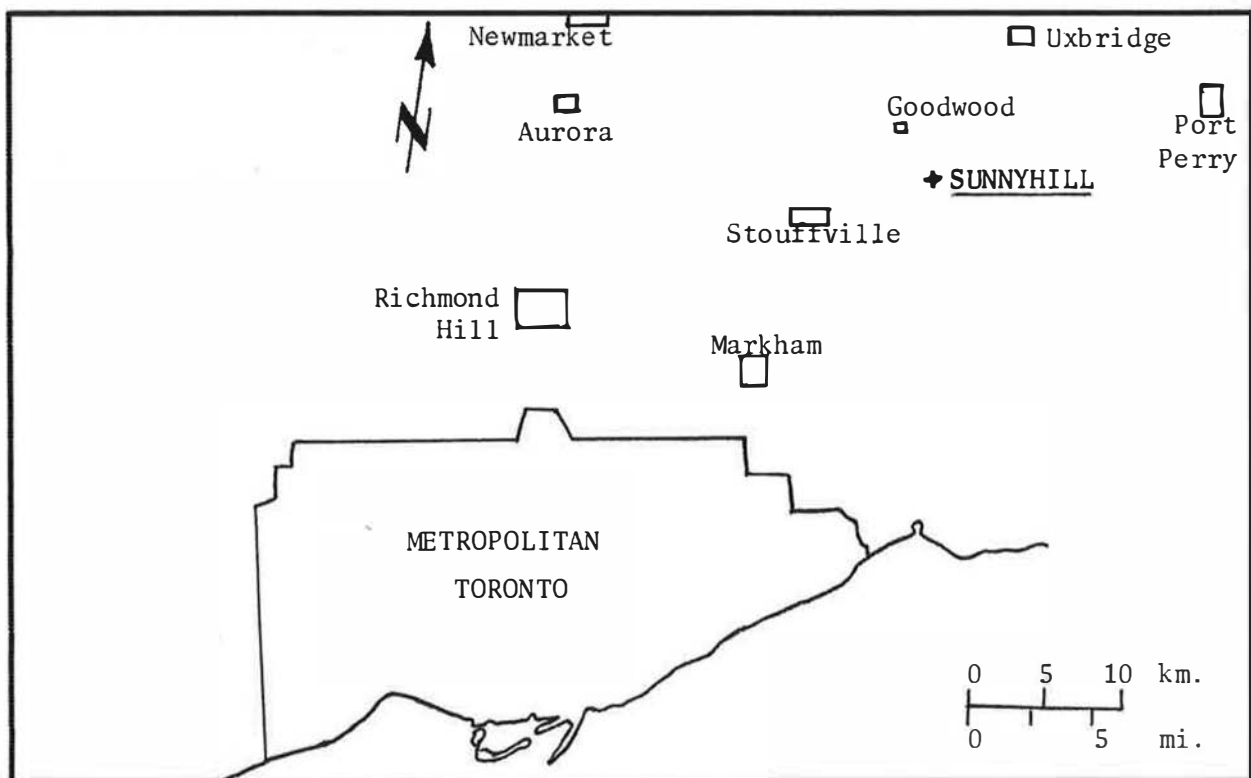 Newmarket
Uxbridge
Goodwood
Aurora
Port
Perry
N
SUNNYHILL
Stouffville
Richmond
Hill
Markham
METROPOLITAN
TORONTO
0 5 10 km.
0 5 mi.